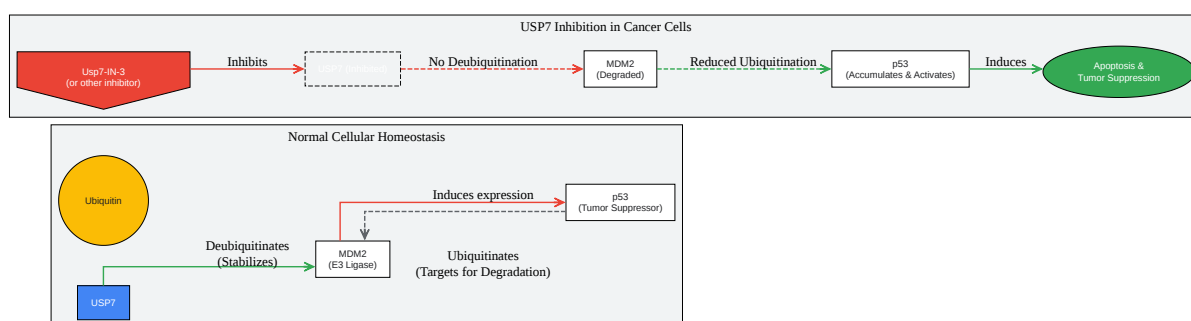 USP7 Inhibition in Cancer Cells
Usp7-IN-3
(or other inhibitor)
Inhibits
USP7 (Inhibited)
No Deubiquitination
MDM2
(Degraded)
Reduced Ubiquitination
p53
(Accumulates & Activates)
Induces
Apoptosis &
Tumor Suppression
Normal Cellular Homeostasis
Ubiquitin
Induces expression
p53
(Tumor Suppressor)
Deubiquitinates
(Stabilizes)
MDM2
(E3 Ligase)
Ubiquitinates
(Targets for Degradation)
USP7